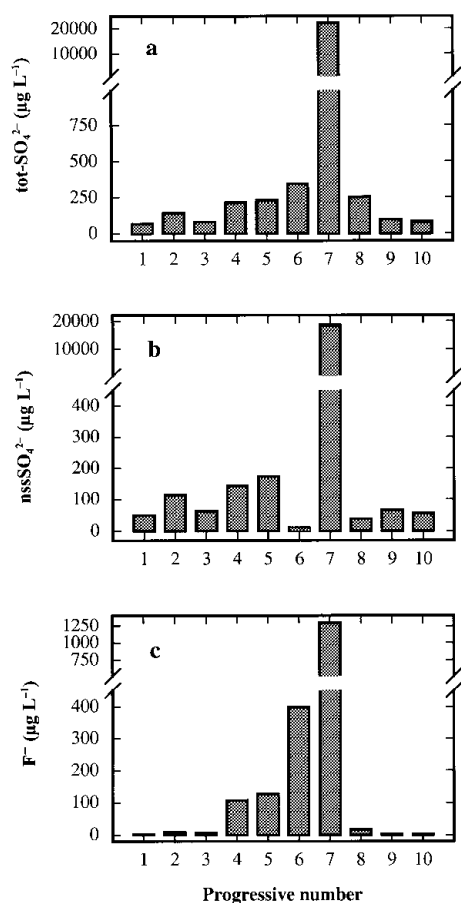 a
tot-SO₄²⁻ (µg L⁻¹)
20000
10000
750
500
250
0
1 2 3 4 5 6 7 8 9 10
b
nssSO₄²⁻ (µg L⁻¹)
20000
10000
400
300
200
100
0
1 2 3 4 5 6 7 8 9 10
c
F⁻ (µg L⁻¹)
1250
1000
750
400
300
200
100
0
1 2 3 4 5 6 7 8 9 10
Progressive number